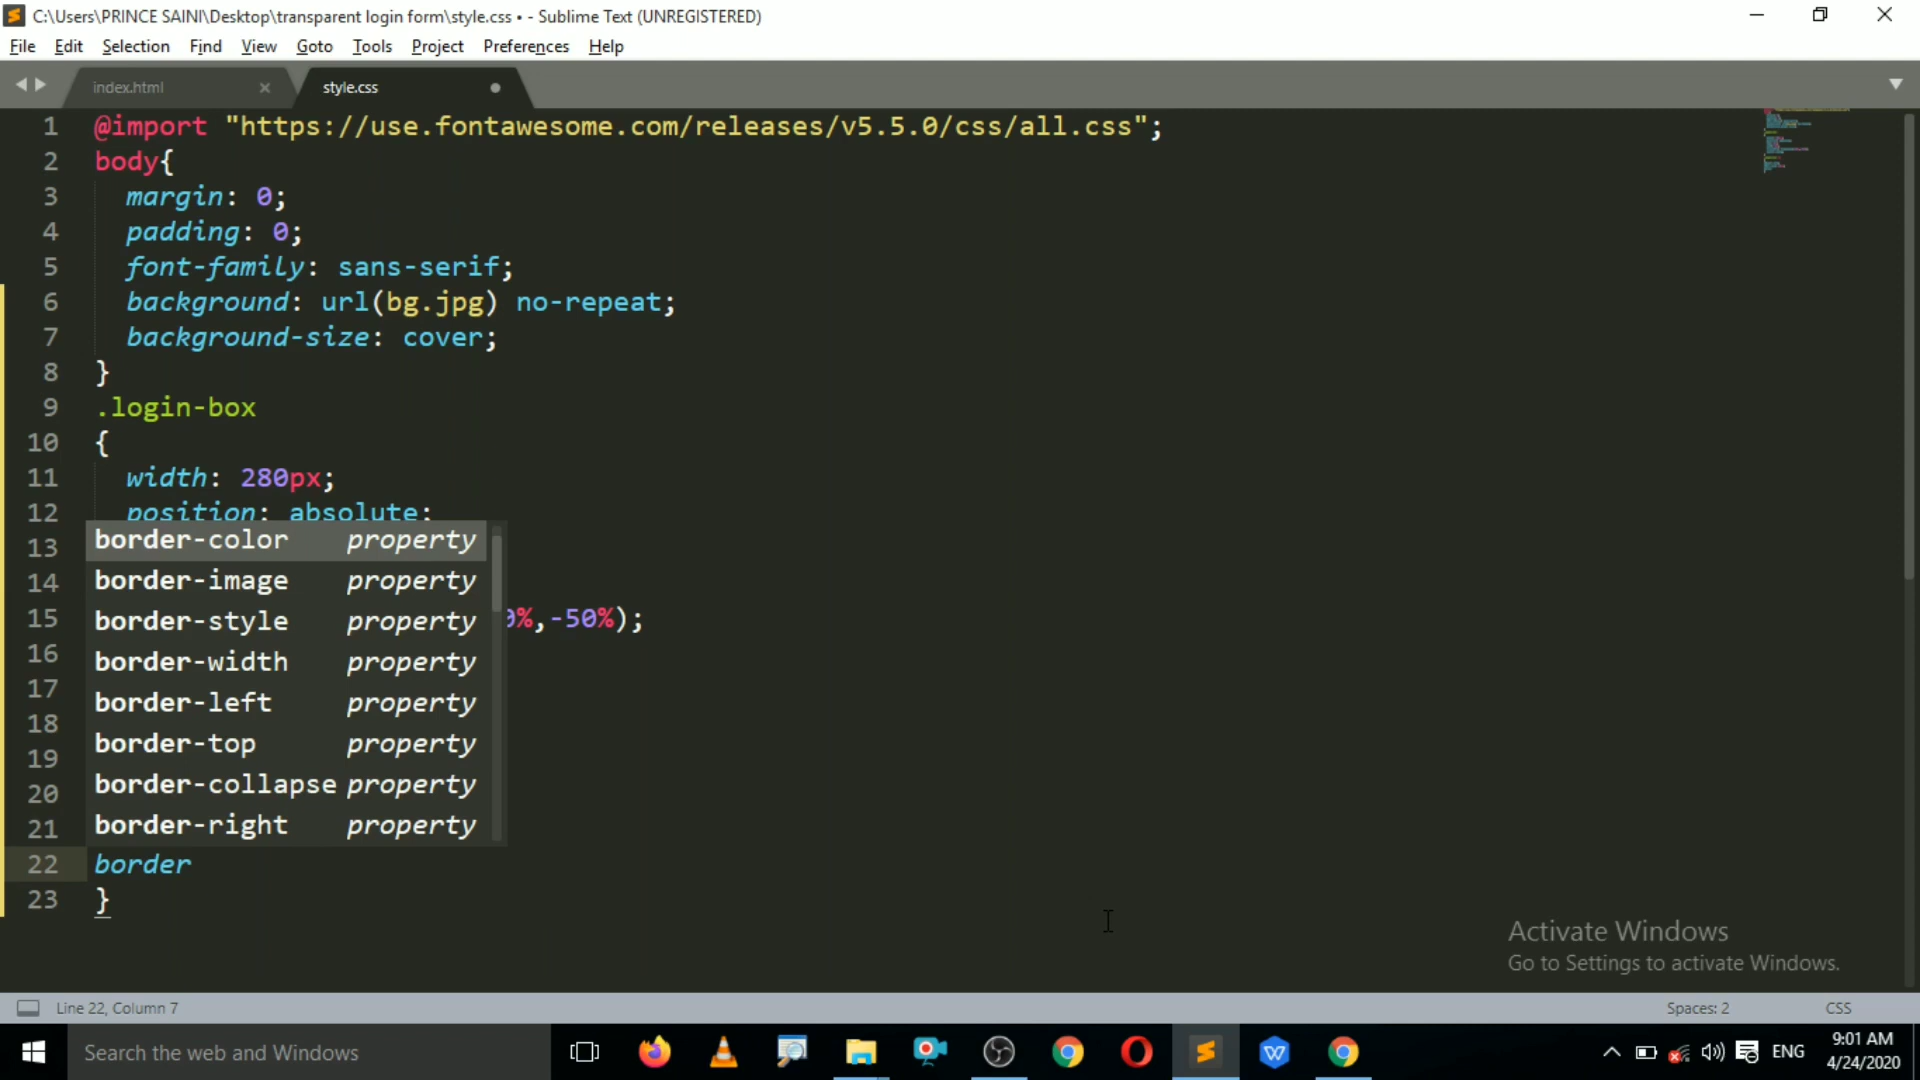 C:\Users\PRINCE SAINI\Desktop\transparent login form\style.css • - Sublime Text (UNREGISTERED)
File Edit Selection Find View Goto Tools Project Preferences Help
index.html style.css
1 @import "https://use.fontawesome.com/releases/v5.5.0/css/all.css";
2 body{
3 margin: 0;
4 padding: 0;
5 font-family: sans-serif;
6 background: url(bg.jpg) no-repeat;
7 background-size: cover;
8 }
9 .login-box
10 {
11 width: 280px;
12 position: absolute;
13
border-color property
14
border-image property
15 %,-50%);
border-style property
16
border-width property
17
border-left property
18
border-top property
19
border-collapse property
20
border-right property
21
22 border
23 }
Activate Windows
Go to Settings to activate Windows.
Line 22, Column 7 Spaces: 2 CSS
Search the web and Windows
ENG
9:01 AM
4/24/2020